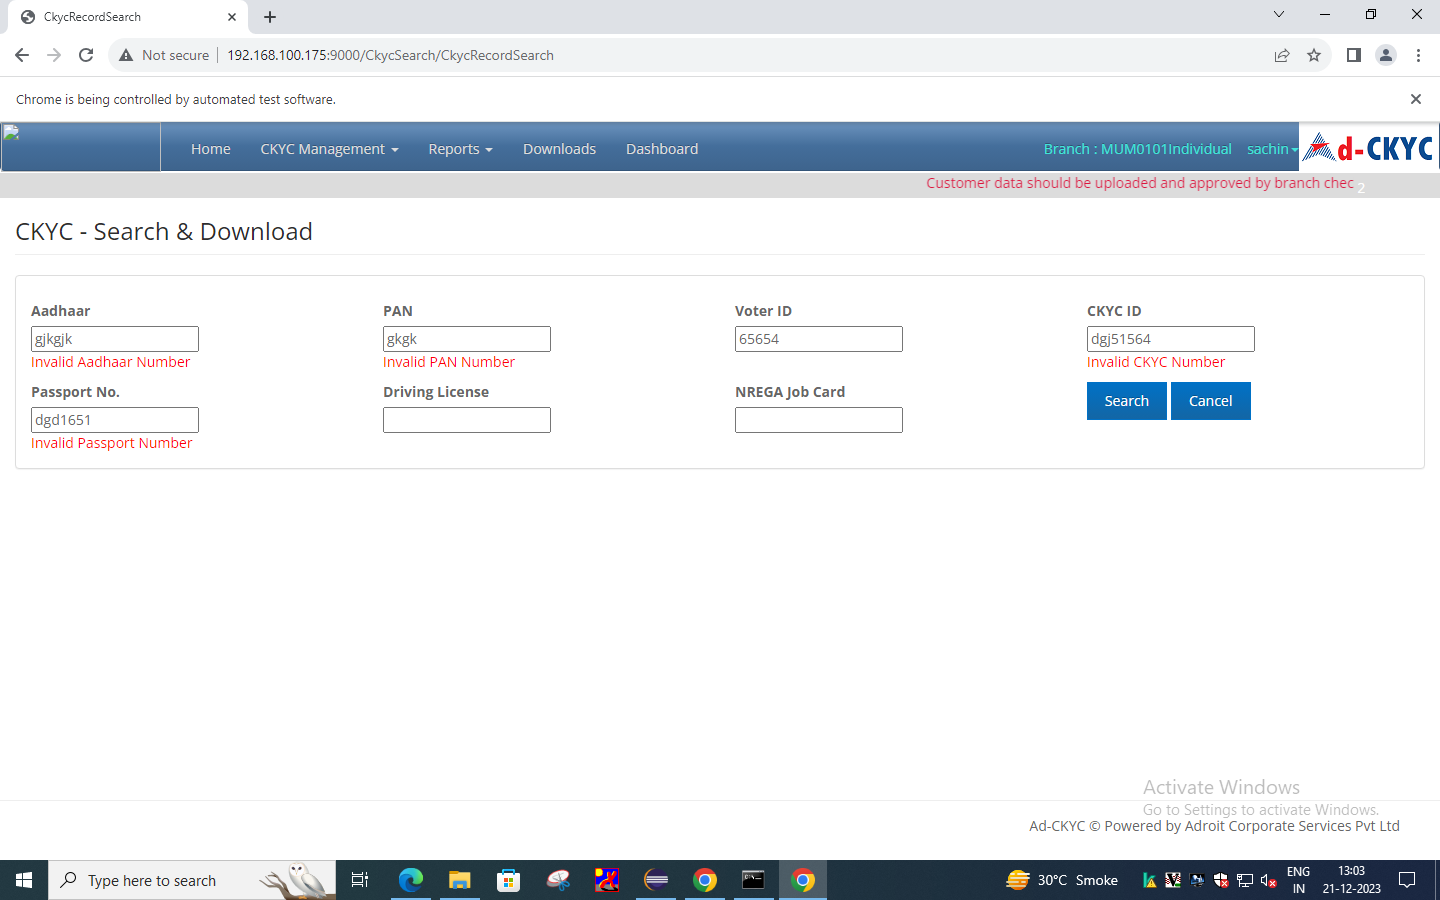 CkycRecordSearch
Not secure
192.168.100.175:9000/CkycSearch/CkycRecordSearch
Chrome is being controlled by automated test software.
Home CKYC Management Reports Downloads Dashboard Branch : MUM0101Individual sachin d-CKYC
Customer data should be uploaded and approved by branch chec 2
CKYC - Search & Download
Aadhaar PAN Voter ID CKYC ID
gjkgjk gkgk 65654 dgj51564
Invalid Aadhaar Number Invalid PAN Number Invalid CKYC Number
Passport No. Driving License NREGA Job Card
dgd1651 Search Cancel
Invalid Passport Number
Activate Windows
Go to Settings to activate Windows.
Ad-CKYC © Powered by Adroit Corporate Services Pvt Ltd
Type here to search
30°C Smoke
ENG
IN
13:03
21-12-2023